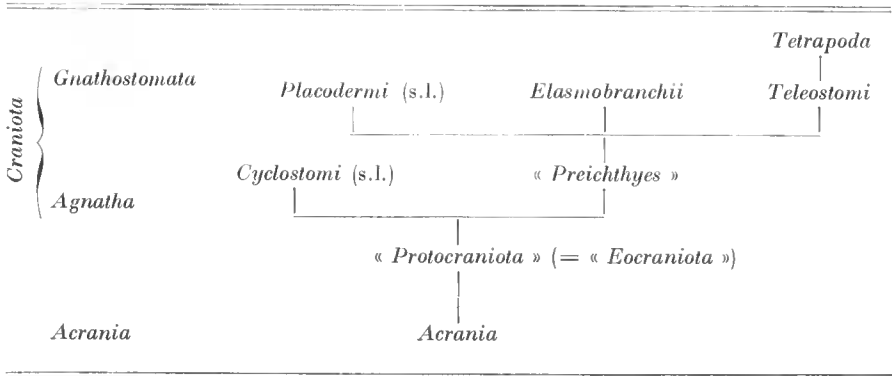 Tetrapoda
Gnathostomata
Placodermi (s.l.) Elasmobranchii Teleostomi
Craniota
Cyclostomi (s.l.) « Preichthyes »
Agnatha
« Protocraniota » (= « Eocraniota »)
Acrania Acrania